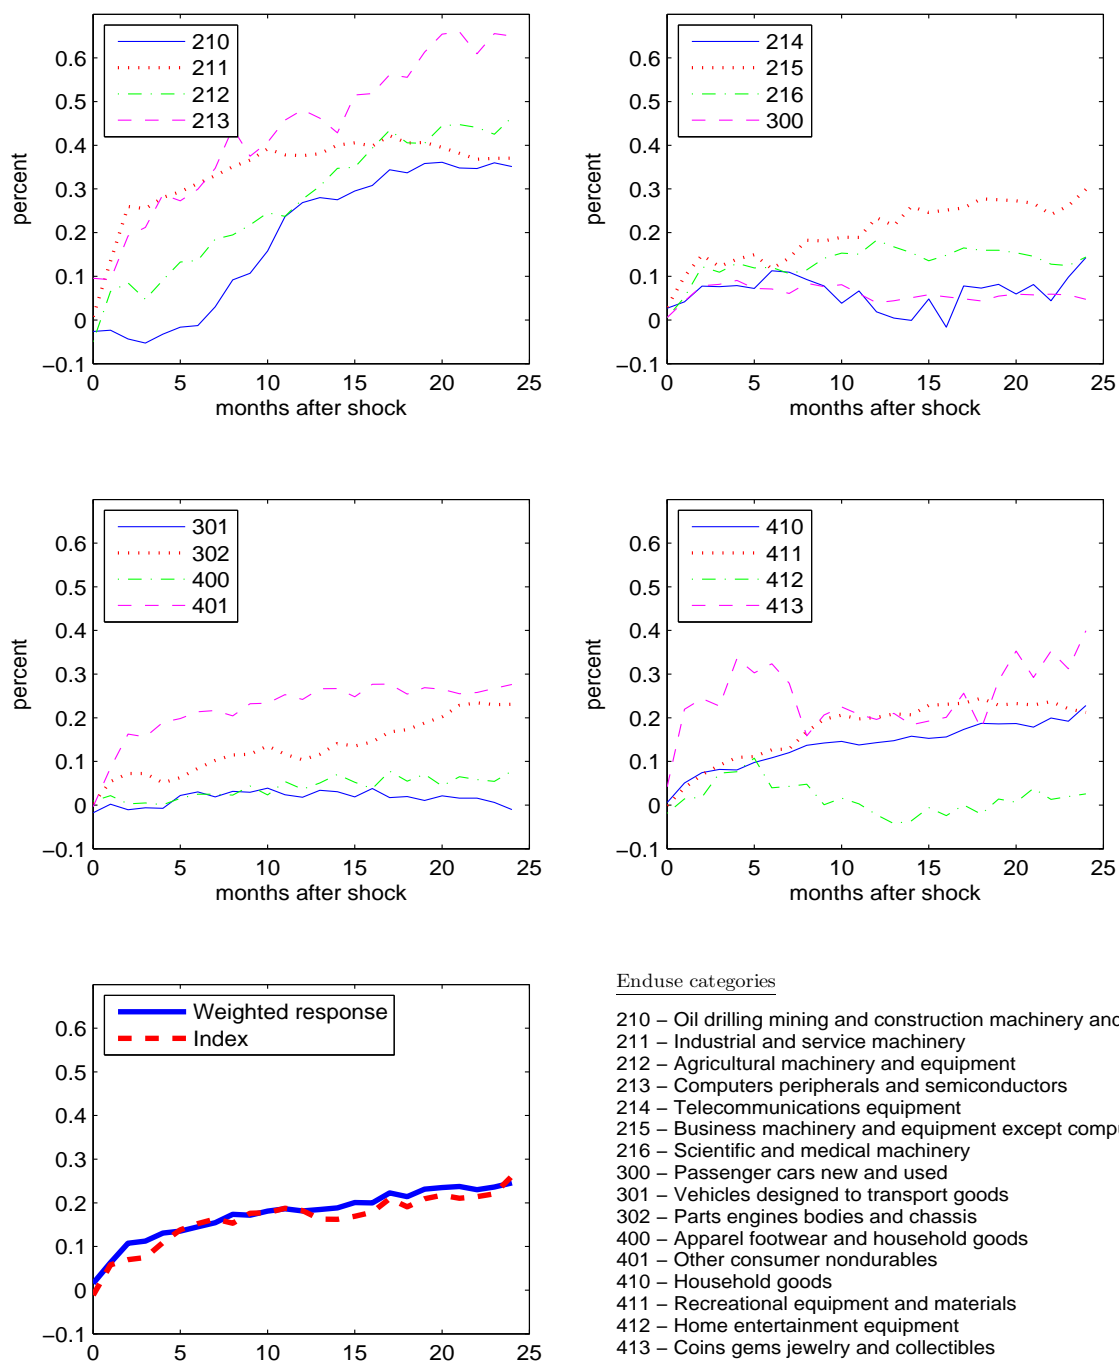 210
211
212
213
percent
0.6
0.5
0.4
0.3
0.2
0.1
0
−0.1
0 5 10 15 20 25
months after shock
214
215
216
300
percent
0.6
0.5
0.4
0.3
0.2
0.1
0
−0.1
0 5 10 15 20 25
months after shock
301
302
400
401
percent
0.6
0.5
0.4
0.3
0.2
0.1
0
−0.1
0 5 10 15 20 25
months after shock
410
411
412
413
percent
0.6
0.5
0.4
0.3
0.2
0.1
0
−0.1
0 5 10 15 20 25
months after shock
Weighted response
Index
0.6
0.5
0.4
0.3
0.2
0.1
0
−0.1
0 5 10 15 20 25
Enduse categories
210 − Oil drilling mining and construction machinery and
211 − Industrial and service machinery
212 − Agricultural machinery and equipment
213 − Computers peripherals and semiconductors
214 − Telecommunications equipment
215 − Business machinery and equipment except
216 − Scientific and medical machinery
300 − Passenger cars new and used
301 − Vehicles designed to transport goods
302 − Parts engines bodies and chassis
400 − Apparel footwear and household goods
401 − Other consumer nondurables
410 − Household goods
411 − Recreational equipment and materials
412 − Home entertainment equipment
413 − Coins gems jewelry and collectibles